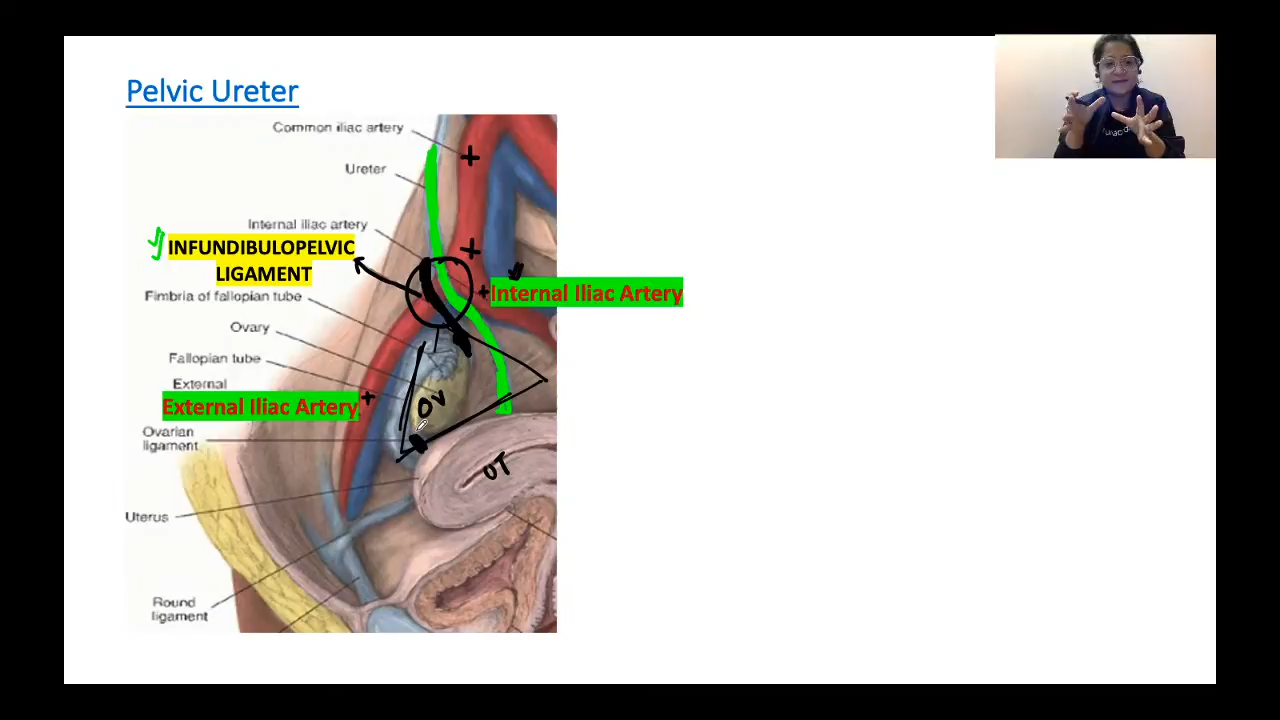 Pelvic Ureter
Common iliac artery
Ureter
Internal iliac artery
INFUNDIBULOPELVIC
LIGAMENT
Internal Iliac Artery
Fimbria of fallopian tube
Ovary
Fallopian tube
External
External Iliac Artery
OV
Ovarian
ligament
UT
Uterus
Round
ligament